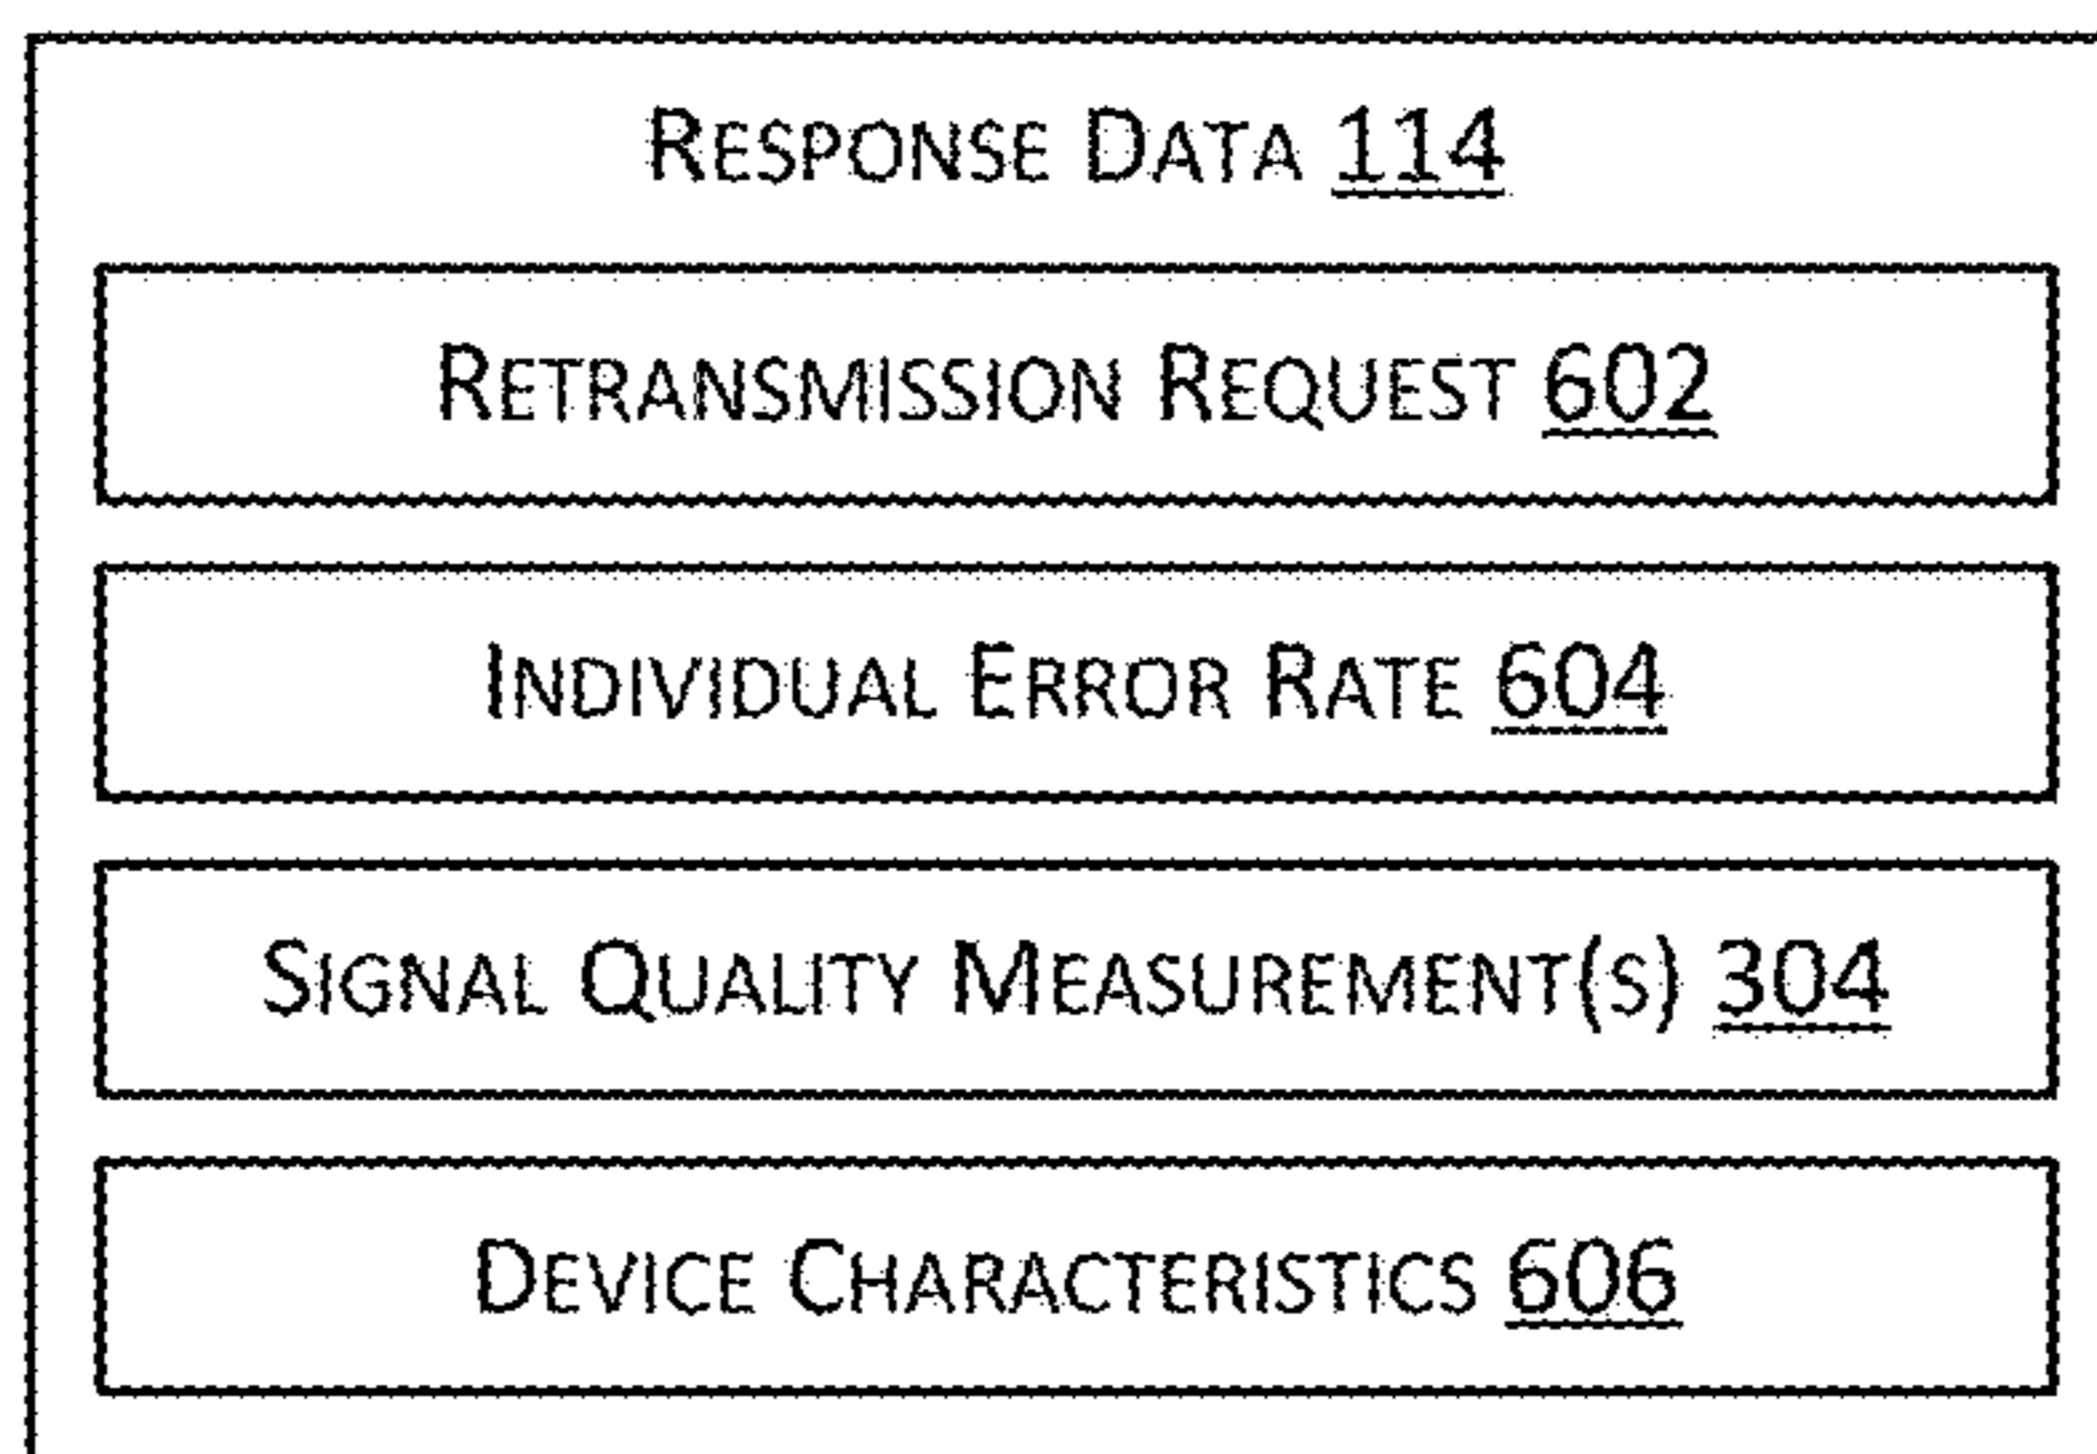 RESPONSE DATA 114
RETRANSMISSION REQUEST 602
INDIVIDUAL ERROR RATE 604
SIGNAL QUALITY MEASUREMENT(S) 304
DEVICE CHARACTERISTICS 606